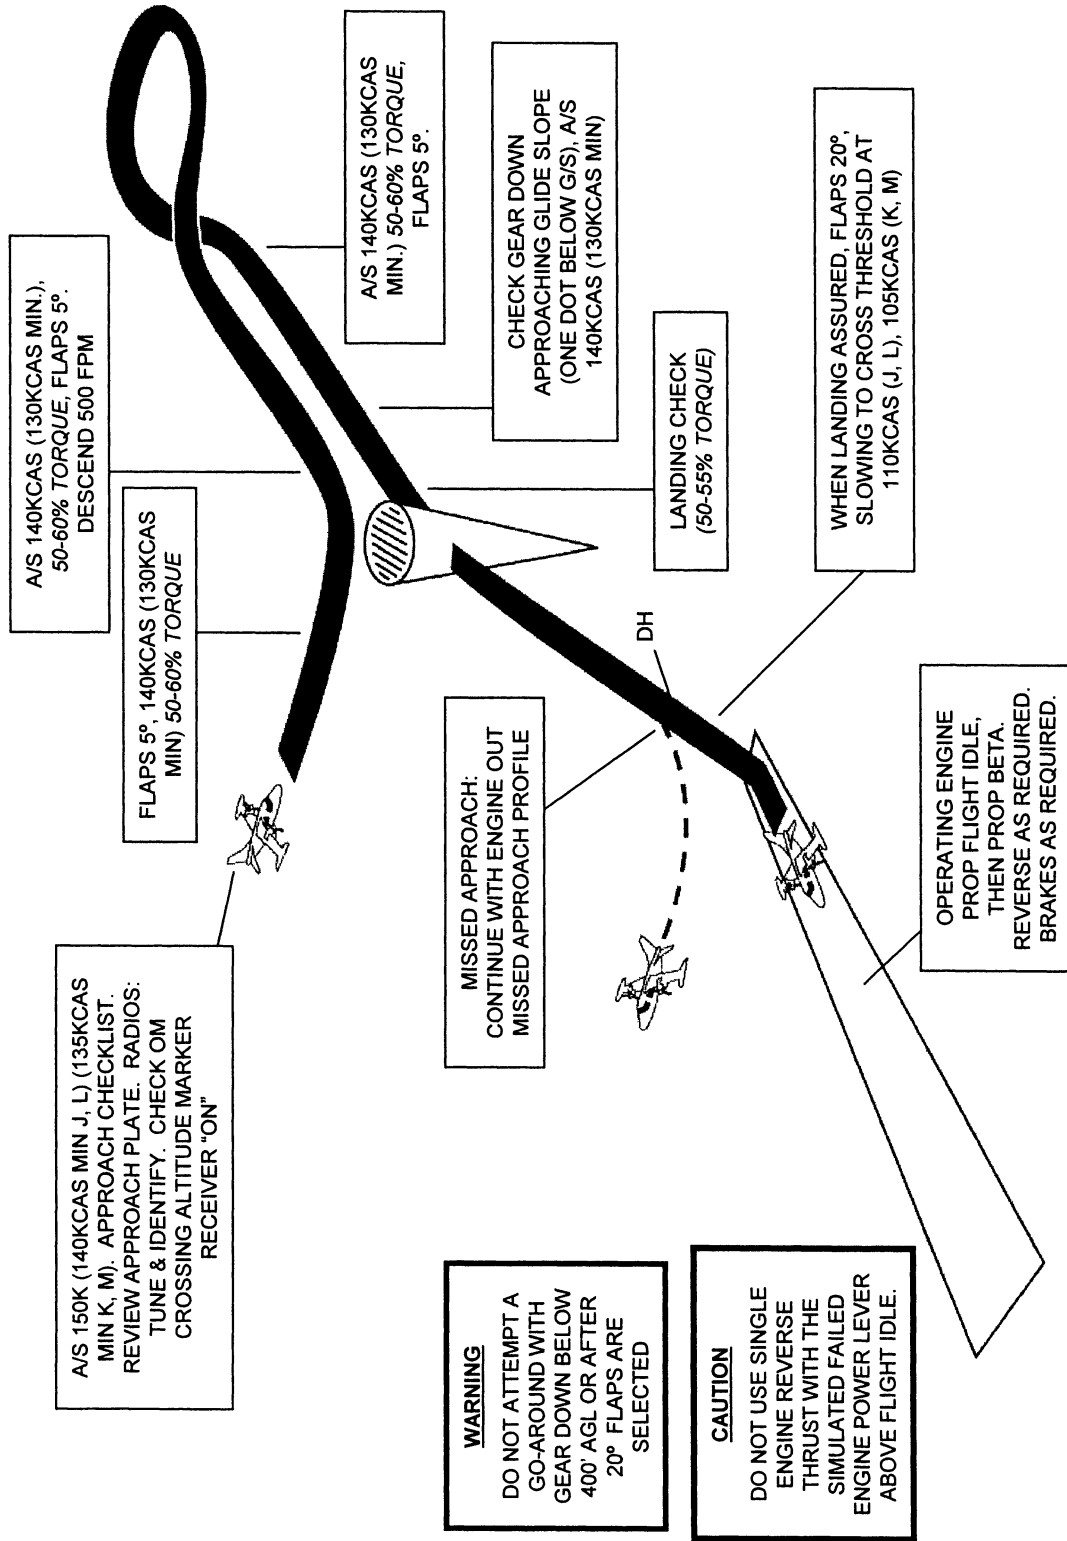 A/S 150K (140KCAS MIN J, L) (135KCAS
MIN K, M). APPROACH CHECKLIST.
REVIEW APPROACH PLATE. RADIOS:
TUNE & IDENTIFY. CHECK OM
CROSSING ALTITUDE MARKER
RECEIVER “ON”
FLAPS 5º, 140KCAS (130KCAS
MIN) 50-60% TORQUE
A/S 140KCAS (130KCAS MIN.),
50-60% TORQUE, FLAPS 5º.
DESCEND 500 FPM
A/S 140KCAS (130KCAS
MIN.) 50-60% TORQUE,
FLAPS 5º.
CHECK GEAR DOWN
APPROACHING GLIDE SLOPE
(ONE DOT BELOW G/S), A/S
140KCAS (130KCAS MIN)
LANDING CHECK
(50-55% TORQUE)
MISSED APPROACH:
CONTINUE WITH ENGINE OUT
MISSED APPROACH PROFILE
DH
WHEN LANDING ASSURED, FLAPS 20º,
SLOWING TO CROSS THRESHOLD AT
110KCAS (J, L), 105KCAS (K, M)
OPERATING ENGINE
PROP FLIGHT IDLE,
THEN PROP BETA.
REVERSE AS REQUIRED.
BRAKES AS REQUIRED.
WARNING
DO NOT ATTEMPT A
GO-AROUND WITH
GEAR DOWN BELOW
400' AGL OR AFTER
20º FLAPS ARE
SELECTED
CAUTION
DO NOT USE SINGLE
ENGINE REVERSE
THRUST WITH THE
SIMULATED FAILED
ENGINE POWER LEVER
ABOVE FLIGHT IDLE.